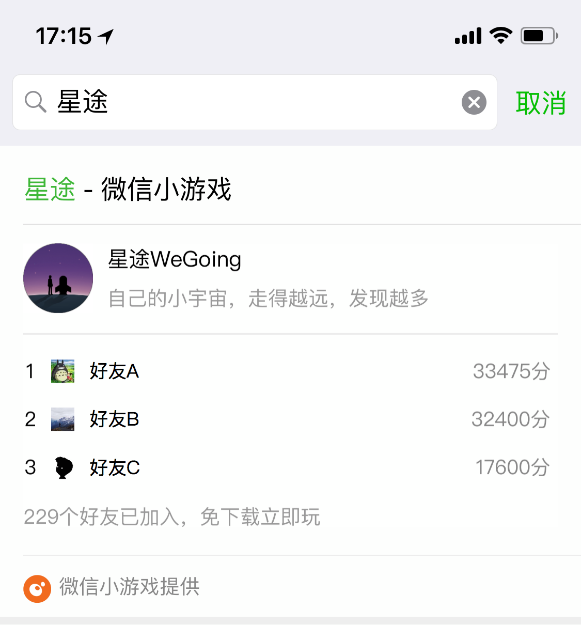 17:15
星途
取消
星途 - 微信小游戏
星途WeGoing
自己的小宇宙，走得越远，发现越多
1 好友A 33475分
2 好友B 32400分
3 好友C 17600分
229个好友已加入，免下载立即玩
微信小游戏提供